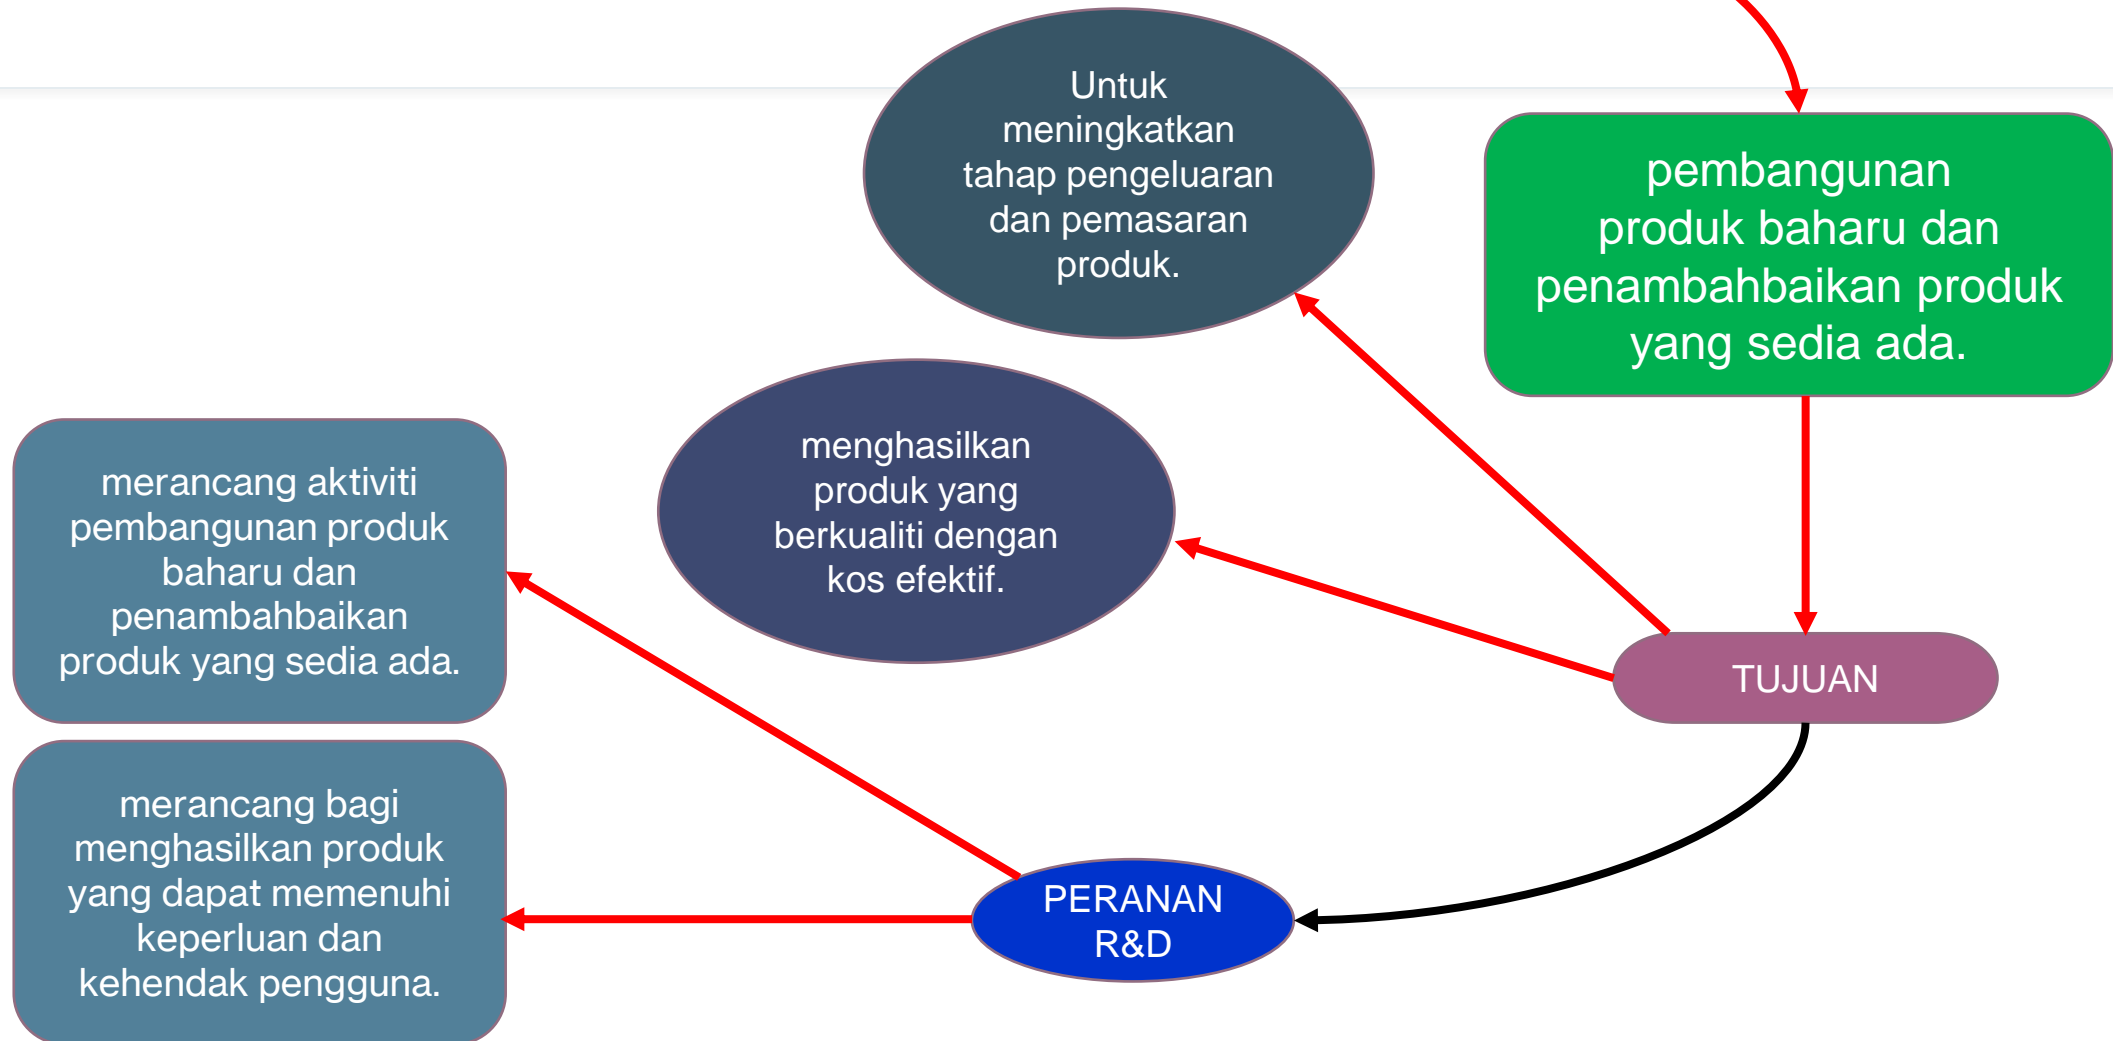 Untuk
meningkatkan
tahap pengeluaran
dan pemasaran
produk.
pembangunan
produk baharu dan
penambahbaikan produk
yang sedia ada.
menghasilkan
produk yang
berkualiti dengan
kos efektif.
merancang aktiviti
pembangunan produk
baharu dan
penambahbaikan
produk yang sedia ada.
TUJUAN
merancang bagi
menghasilkan produk
yang dapat memenuhi
keperluan dan
kehendak pengguna.
PERANAN
R&D